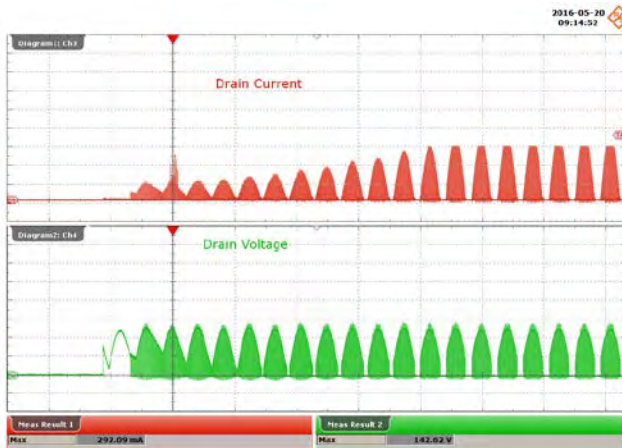 2016-05-20
09:14:52
Diagram1: Ch3
Drain Current
Diagram2: Ch4
Drain Voltage
Meas Result 1
Meas Result 2
Max 292.09 mA
Max 142.62 V